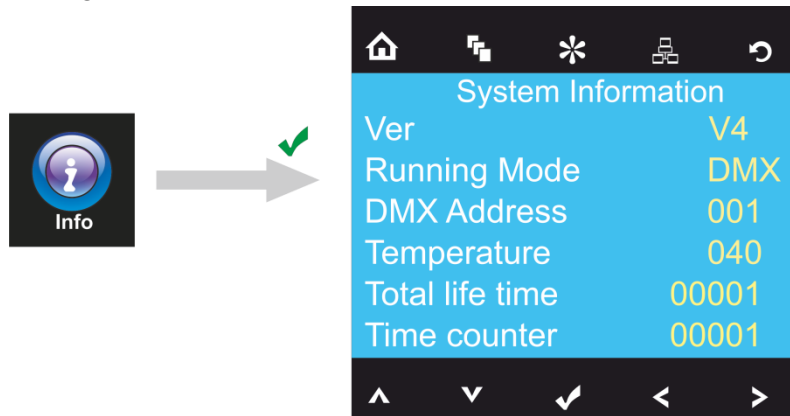 Info
System Information
Ver V4
Running Mode DMX
DMX Address 001
Temperature 040
Total life time 00001
Time counter 00001